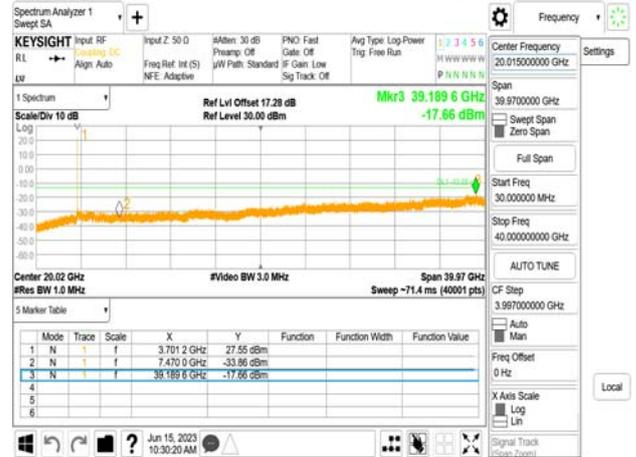 Spectrum Analyzer 1
Swept SA
+
Frequency
KEYSIGHT
Input: RF
Coupling: DC
Align: Auto
Input Z: 50 Ω
Freq Ref: Int (S)
NFE: Adaptive
#Atten: 30 dB
Preamp: Off
µW Path: Standard
PNO: Fast
Gate: Off
IF Gain: Low
Sig Track: Off
Avg Type: Log-Power
Trig: Free Run
1 2 3 4 5 6
M W W W W W
P N N N N N
RL
1 Spectrum
Scale/Div 10 dB
Ref Lvl Offset 17.28 dB
Ref Level 30.00 dBm
Mkr3 39.189 6 GHz
-17.66 dBm
Log
20.0
10.0
0.00
-10.0
-20.0
-30.0
-40.0
-50.0
-60.0
1
2
3
Center 20.02 GHz
#Res BW 1.0 MHz
#Video BW 3.0 MHz
Span 39.97 GHz
Sweep ~71.4 ms (40001 pts)
5 Marker Table
Mode Trace Scale X Y Function Function Width Function Value
1 N 1 f 3.701 2 GHz 27.55 dBm
2 N 1 f 7.470 0 GHz -33.86 dBm
3 N 1 f 39.189 6 GHz -17.66 dBm
4
5
6
Jun 15, 2023
10:30:20 AM
Center Frequency
20.015000000 GHz
Settings
Span
39.9700000 GHz
Swept Span
Zero Span
Full Span
Start Freq
30.000000 MHz
Stop Freq
40.000000000 GHz
AUTO TUNE
CF Step
3.997000000 GHz
Auto
Man
Freq Offset
0 Hz
X Axis Scale
Log
Lin
Signal Track
(Span Zoom)
Local